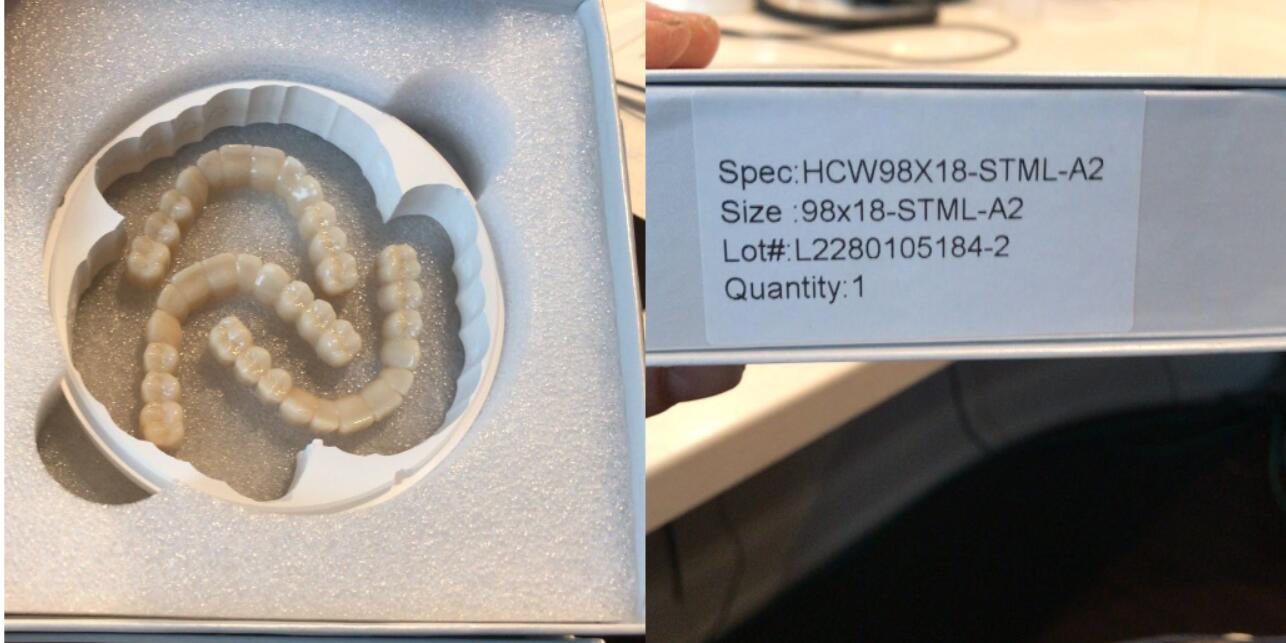 Spec:HCW98X18-STML-A2
Size :98x18-STML-A2
Lot#:L2280105184-2
Quantity:1